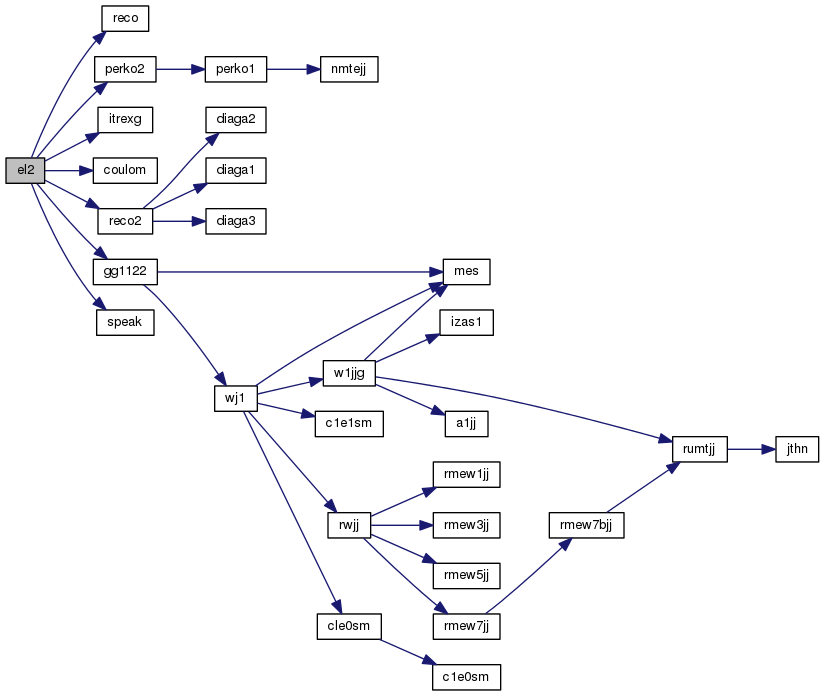 reco
perko2
perko1
nmtejj
itrexg
diaga2
el2
coulom
diaga1
reco2
diaga3
gg1122
mes
speak
izas1
w1jjg
wj1
c1e1sm
a1jj
rumtjj
jthn
rmew1jj
rwjj
rmew3jj
rmew7bjj
rmew5jj
cle0sm
rmew7jj
c1e0sm